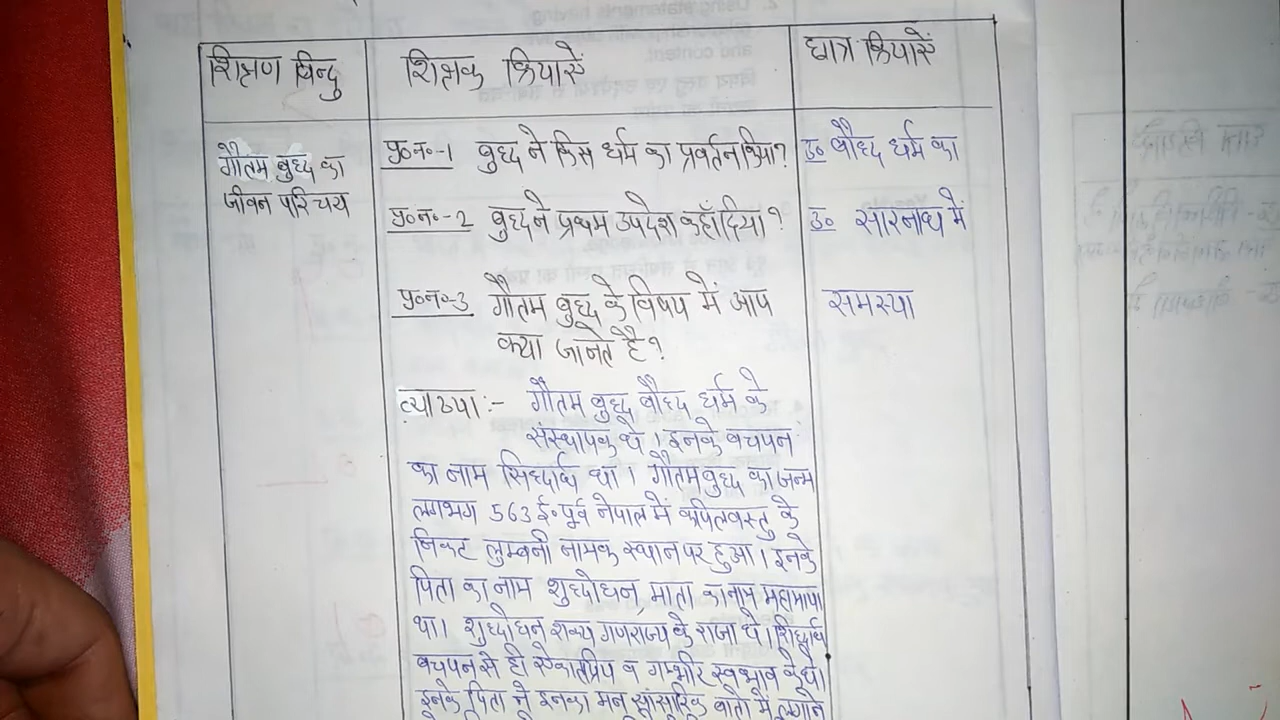 शिक्षण बिन्दु
शिक्षक क्रियायें
छात्र क्रियायें
गौतम बुद्ध का
जीवन परिचय
प्र०न०-1 बुद्ध ने किस धर्म का प्रवर्तन किया?
उ० बौद्ध धर्म का
प्र०न०-2 बुद्ध ने प्रथम उपदेश कहाँ दिया?
उ० सारनाथ में
प्र०न०-3 गौतम बुद्ध के विषय में आप
क्या जानते है?
समस्या
व्याख्या:- गौतम बुद्ध बौद्ध धर्म के
संस्थापक थे। इनके बचपन
का नाम सिद्धार्थ था। गौतम बुद्ध का जन्म
लगभग 563 ई० पूर्व नेपाल में कपिलवस्तु के
निकट लुम्बनी नामक स्थान पर हुआ। इनके
पिता का नाम शुद्धोधन, माता का नाम महामाया
था। शुद्धोधन शाक्य गणराज्य के राजा थे। सिद्धार्थ
बचपन से ही एकांतप्रिय व गम्भीर स्वभाव के थे।
इनके पिता ने इनका मन सांसारिक बातों में लगाने